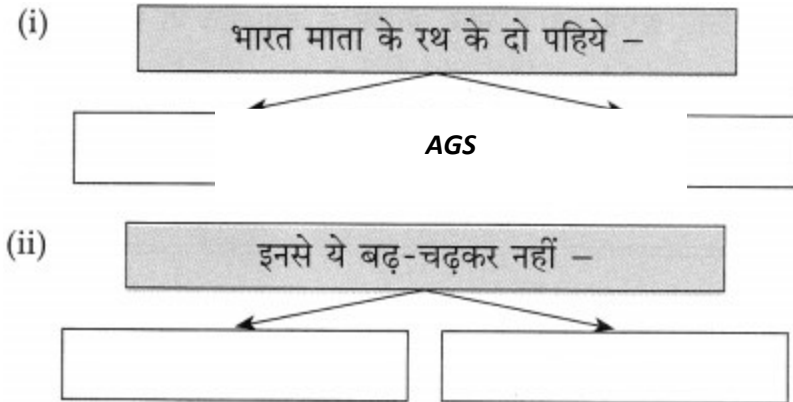 (i) भारत माता के रथ के दो पहिये –
AGS
(ii) इनसे ये बढ़-चढ़कर नहीं –